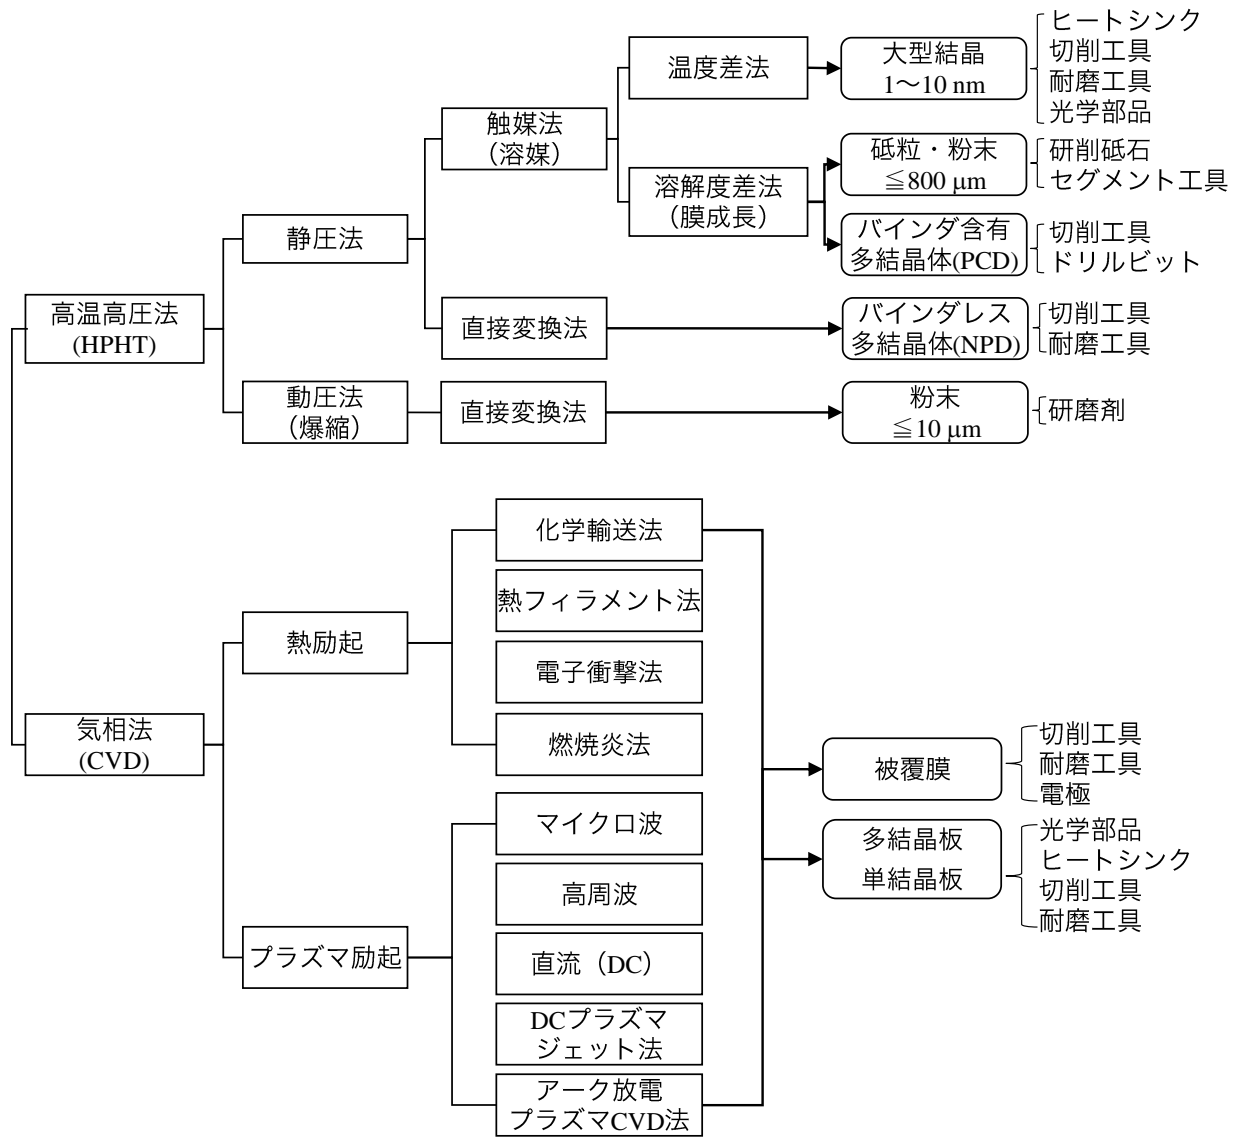 高温高圧法
(HPHT)
静圧法
触媒法
（溶媒）
温度差法
大型結晶
1～10 nm
ヒートシンク
切削工具
耐磨工具
光学部品
溶解度差法
（膜成長）
砥粒・粉末
≦800 μm
研削砥石
セグメント工具
バインダ含有
多結晶体(PCD)
切削工具
ドリルビット
直接変換法
バインダレス
多結晶体(NPD)
切削工具
耐磨工具
動圧法
（爆縮）
直接変換法
粉末
≦10 μm
研磨剤
気相法
(CVD)
熱励起
化学輸送法
熱フィラメント法
電子衝撃法
燃焼炎法
プラズマ励起
マイクロ波
高周波
直流（DC）
DCプラズマ
ジェット法
アーク放電
プラズマCVD法
被覆膜
切削工具
耐磨工具
電極
多結晶板
単結晶板
光学部品
ヒートシンク
切削工具
耐磨工具